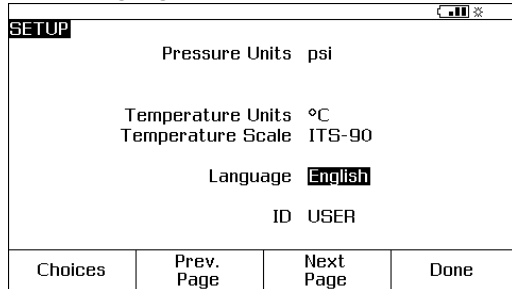 SETUP
Pressure Units psi
Temperature Units °C
Temperature Scale ITS-90
Language English
ID USER
Choices
Prev. Page
Next Page
Done